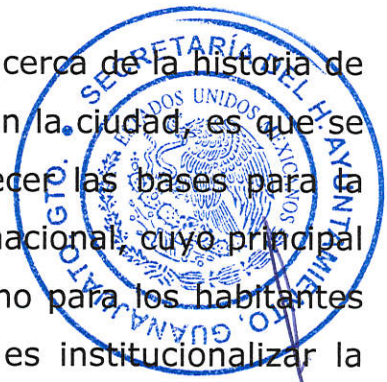 cerca de la historia de
n la ciudad, es que se
ecer las bases para la
nacional, cuyo principal
no para los habitantes
es institucionalizar la
SECRETARÍA DEL H. AYUNTAMIENTO. GUANAJUATO, GTO.
ESTADOS UNIDOS MEXICANOS